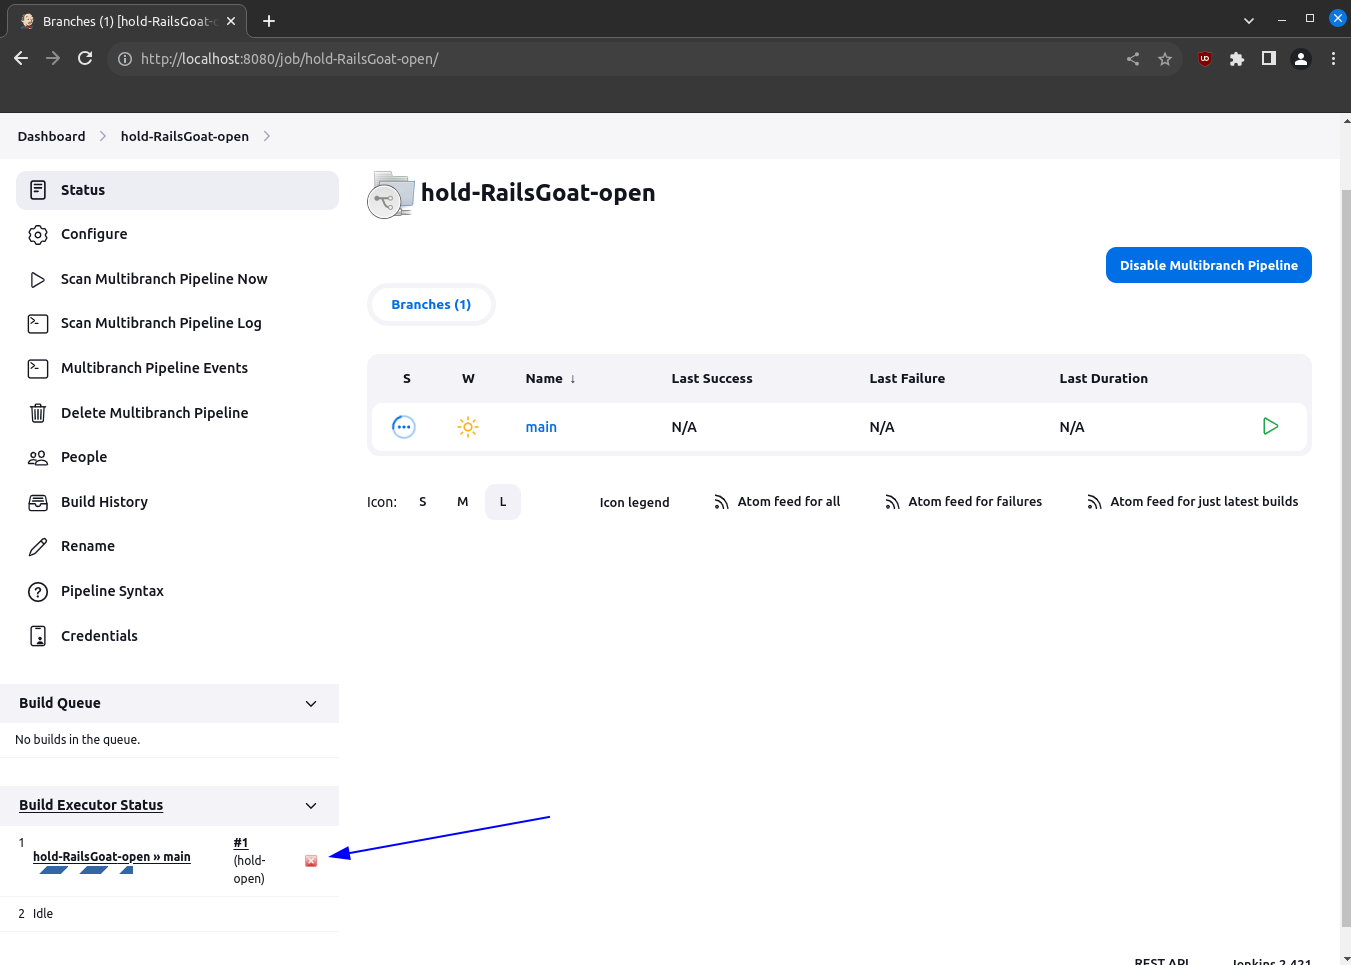 Branches (1) [hold-RailsGoat-
http://localhost:8080/job/hold-RailsGoat-open/
Dashboard
hold-RailsGoat-open
Status
Configure
Scan Multibranch Pipeline Now
Scan Multibranch Pipeline Log
Multibranch Pipeline Events
Delete Multibranch Pipeline
People
Build History
Rename
Pipeline Syntax
Credentials
Build Queue
No builds in the queue.
Build Executor Status
1
hold-RailsGoat-open » main
#1
(hold-
open)
2 Idle
hold-RailsGoat-open
Disable Multibranch Pipeline
Branches (1)
S W Name ↓ Last Success Last Failure Last Duration
main N/A N/A N/A
Icon: S M L Icon legend Atom feed for all Atom feed for failures Atom feed for just latest builds
REST API Jenkins 2.421